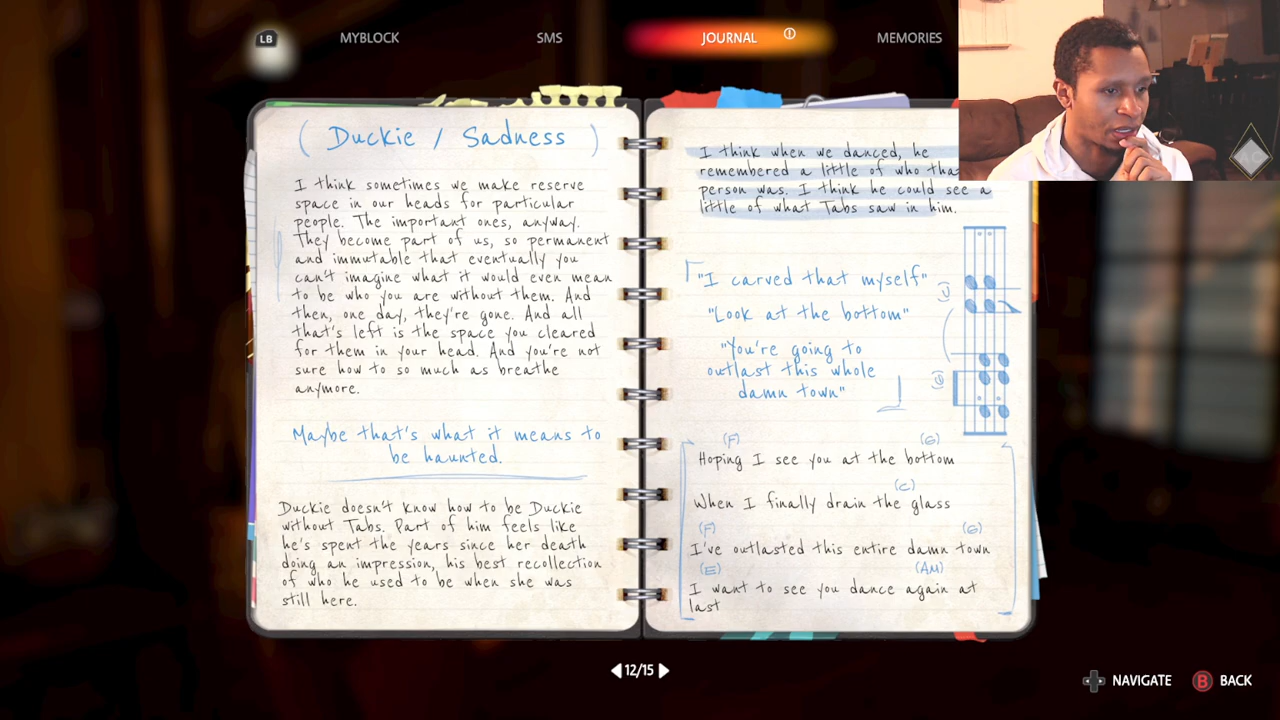 LB
MYBLOCK
SMS
JOURNAL
MEMORIES
( Duckie / Sadness )
I think sometimes we make reserve
space in our heads for particular
people. The important ones, anyway.
They become part of us, so permanent
and immutable that eventually you
can't imagine what it would even mean
to be who you are without them. And
then, one day, they're gone. And all
that's left is the space you cleared
for them in your head. And you're not
sure how to so much as breathe
anymore.
Maybe that's what it means to
be haunted.
Duckie doesn't know how to be Duckie
without Tabs. Part of him feels like
he's spent the years since her death
doing an impression, his best recollection
of who he used to be when she was
still here.
I think when we danced, he
remembered a little of who
person was. I think he could see a
little of what Tabs saw in him.
"I carved that myself"
"Look at the bottom"
"You're going to
outlast this whole
damn town"
(F) (G)
Hoping I see you at the bottom
(C)
When I finally drain the glass
(F) (G)
I've outlasted this entire damn town
(E) (AM)
I want to see you dance again at
last
12/15
NAVIGATE
B BACK